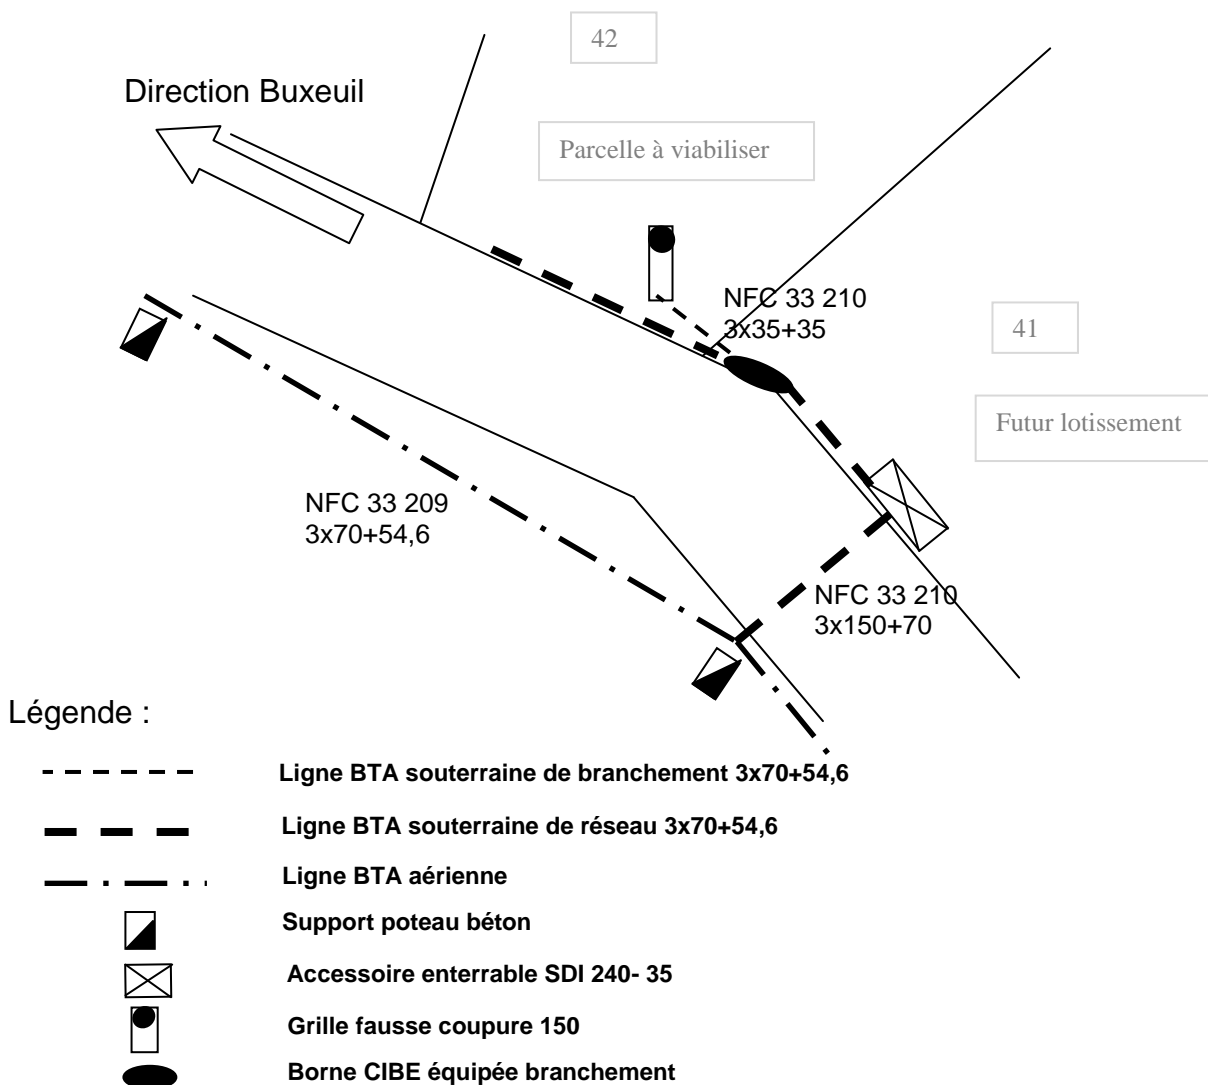 42
Direction Buxeuil
Parcelle à viabiliser
NFC 33 210
3x35+35
41
Futur lotissement
NFC 33 209
3x70+54,6
NFC 33 210
3x150+70
Légende :
Ligne BTA souterraine de branchement 3x70+54,6
Ligne BTA souterraine de réseau 3x70+54,6
Ligne BTA aérienne
Support poteau béton
Accessoire enterrable SDI 240- 35
Grille fausse coupure 150
Borne CIBE équipée branchement